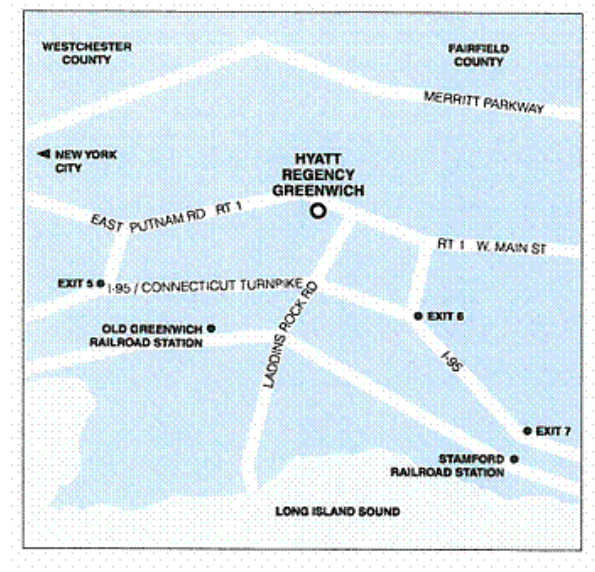 WESTCHESTER
COUNTY
FAIRFIELD
COUNTY
MERRITT PARKWAY
NEW YORK
CITY
HYATT
REGENCY
GREENWICH
EAST PUTNAM RD RT 1
RT 1 W. MAIN ST
EXIT 5
I-95 / CONNECTICUT TURNPIKE
LADDINS ROCK RD
EXIT 6
OLD GREENWICH
RAILROAD STATION
I-95
EXIT 7
STAMFORD
RAILROAD STATION
LONG ISLAND SOUND